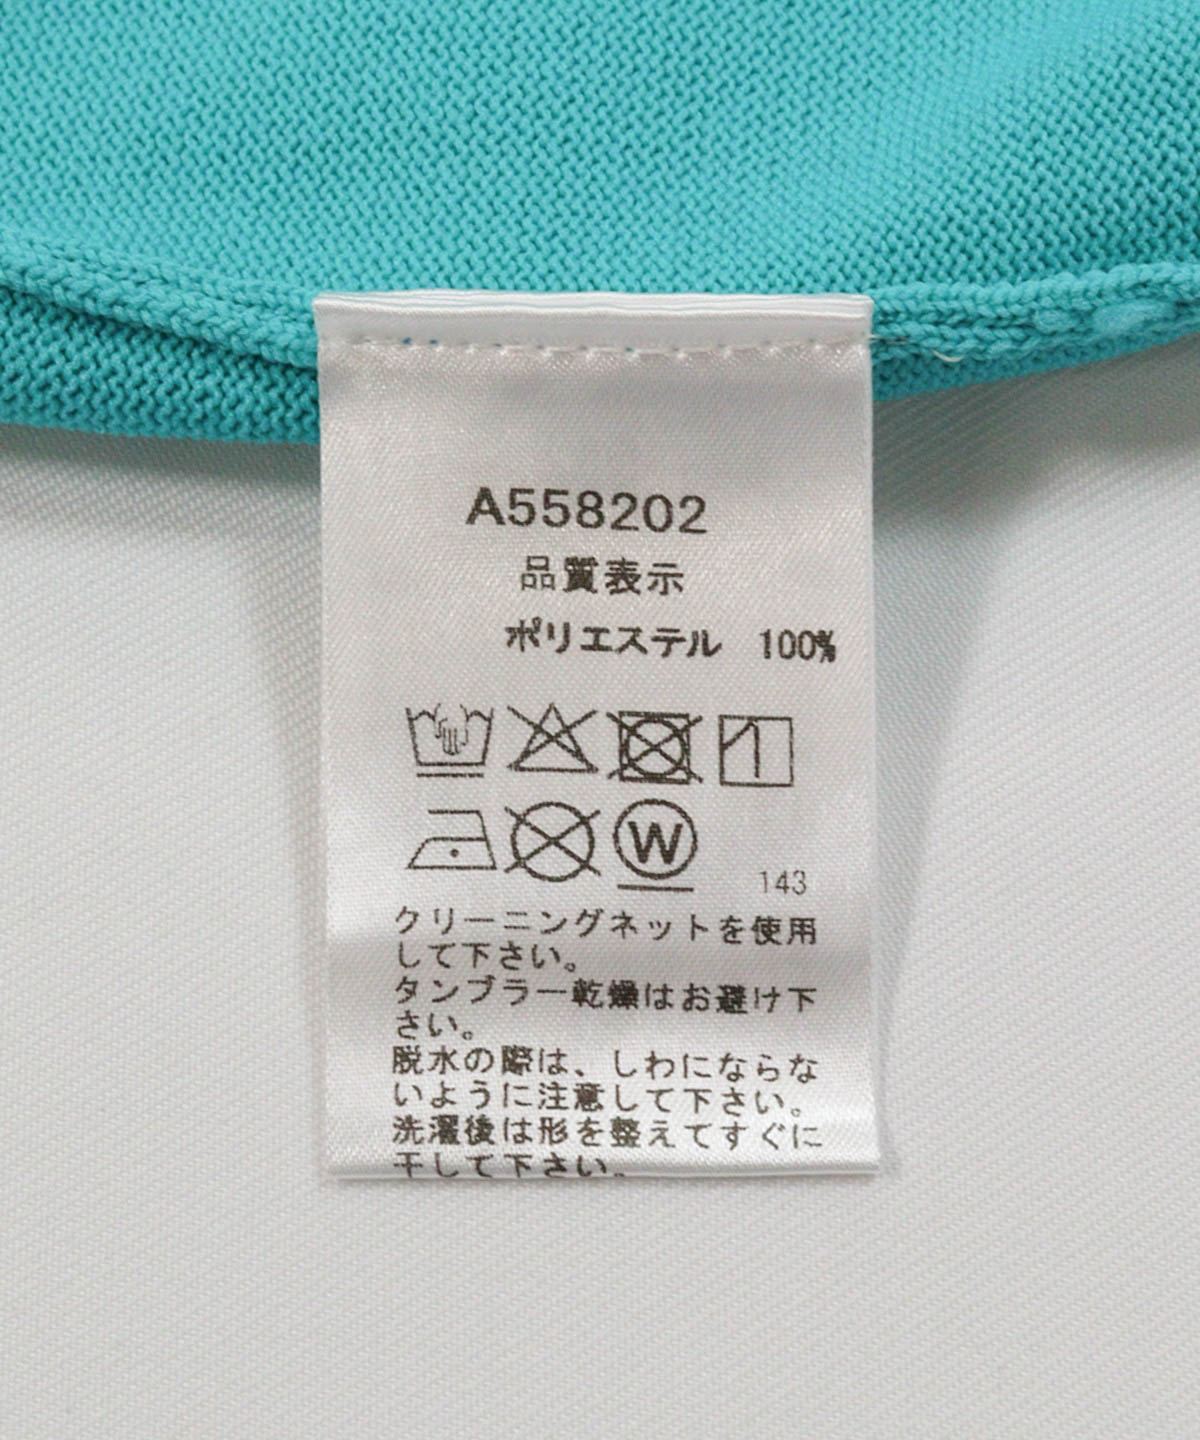 A558202
品質表示
ポリエステル 100%
W
143
クリーニングネットを使用
して下さい。
タンブラー乾燥はお避け下
さい。
脱水の際は、しわにならな
いように注意して下さい。
洗濯後は形を整えてすぐに
干して下さい。